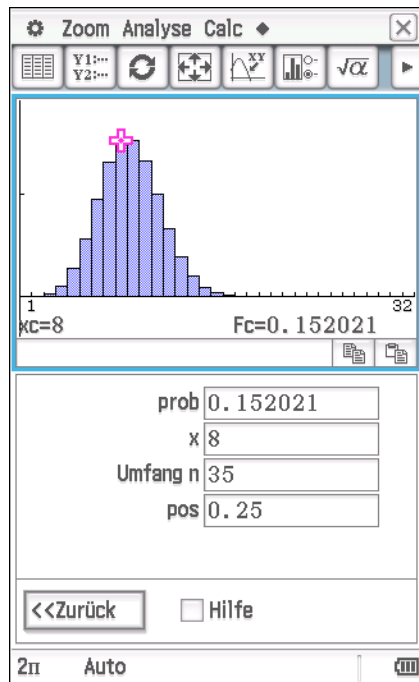 Zoom Analyse Calc
Y1:⋯
Y2:⋯
XY
√α
1
32
xc=8 Fc=0.152021
prob 0.152021
x 8
Umfang n 35
pos 0.25
<<Zurück Hilfe
2π Auto